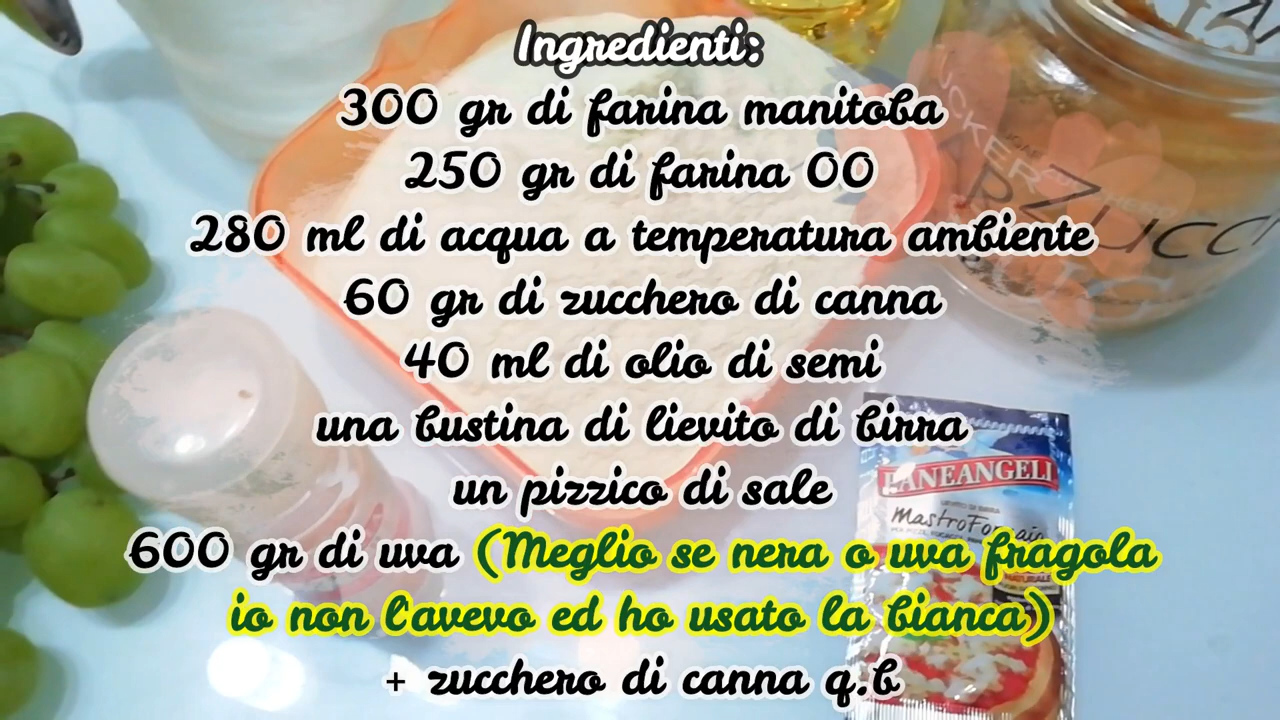 Ingredienti:
300 gr di farina manitoba
250 gr di farina 00
280 ml di acqua a temperatura ambiente
60 gr di zucchero di canna
40 ml di olio di semi
una bustina di lievito di birra
un pizzico di sale
600 gr di uva (Meglio se nera o uva fragola
io non l'avevo ed ho usato la bianca)
+ zucchero di canna q.b
PANEANGELI